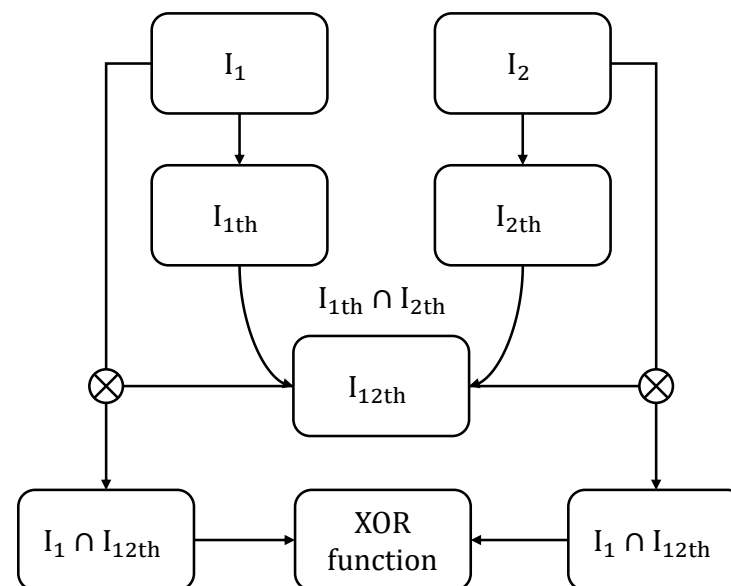 I₁
I₂
I₁ₜₕ
I₂ₜₕ
I₁ₜₕ ∩ I₂ₜₕ
I₁₂ₜₕ
I₁ ∩ I₁₂ₜₕ
XOR
function
I₁ ∩ I₁₂ₜₕ